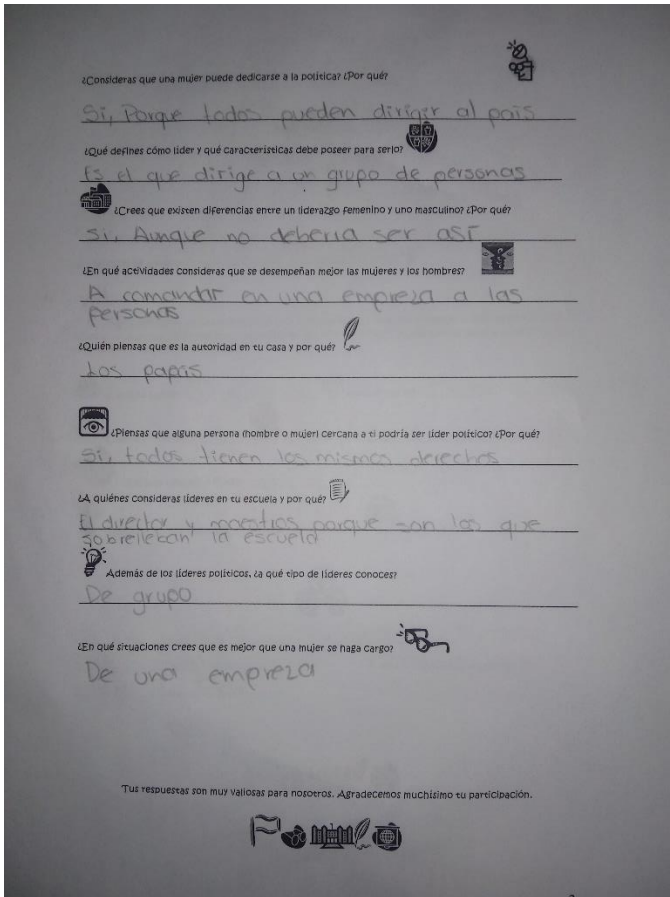 ¿Consideras que una mujer puede dedicarse a la política? ¿Por qué?
Si, Porque todos pueden dirigir al pais
¿Qué defines cómo líder y qué características debe poseer para serlo?
Es el que dirige a un grupo de personas
¿Crees que existen diferencias entre un liderazgo femenino y uno masculino? ¿Por qué?
Si, Aunque no deberia ser así
¿En qué actividades consideras que se desempeñan mejor las mujeres y los hombres?
A comandar en una empreza a las
personas
¿Quién piensas que es la autoridad en tu casa y por qué?
Los papás
¿Piensas que alguna persona (hombre o mujer) cercana a ti podría ser líder político? ¿Por qué?
Si, todos tienen los mismos derechos
¿A quiénes consideras líderes en tu escuela y por qué?
El director y maestros porque son los que
sobrelleban la escuela
Además de los líderes políticos, ¿a qué tipo de líderes conoces?
De grupo
¿En qué situaciones crees que es mejor que una mujer se haga cargo?
De una empreza
Tus respuestas son muy valiosas para nosotros. Agradecemos muchísimo tu participación.